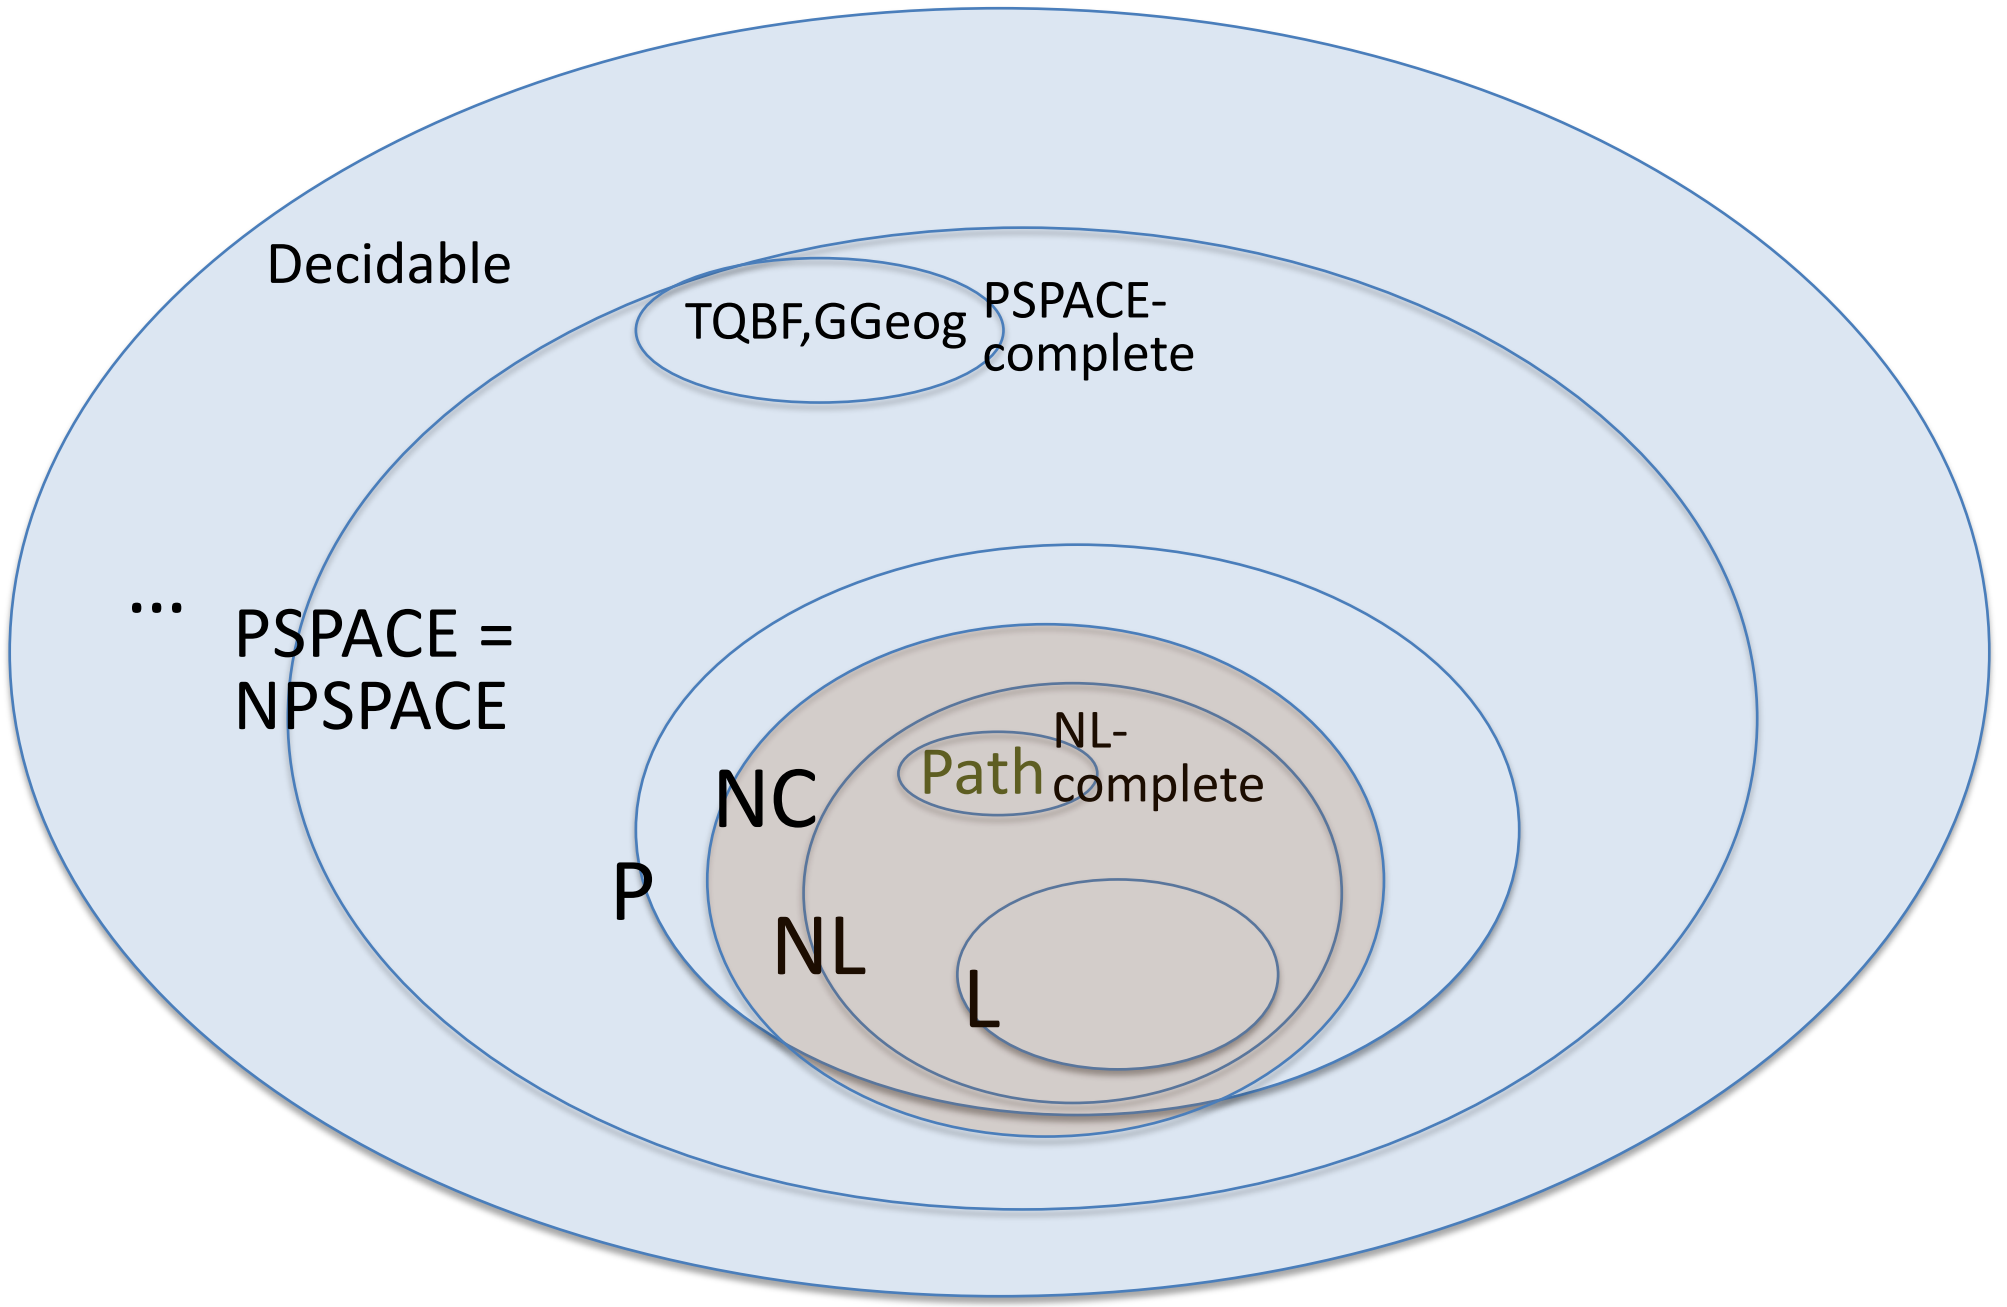 Decidable
TQBF,GGeog
PSPACE-
complete
...
PSPACE =
NPSPACE
NL-
complete
Path
NC
P
NL
L